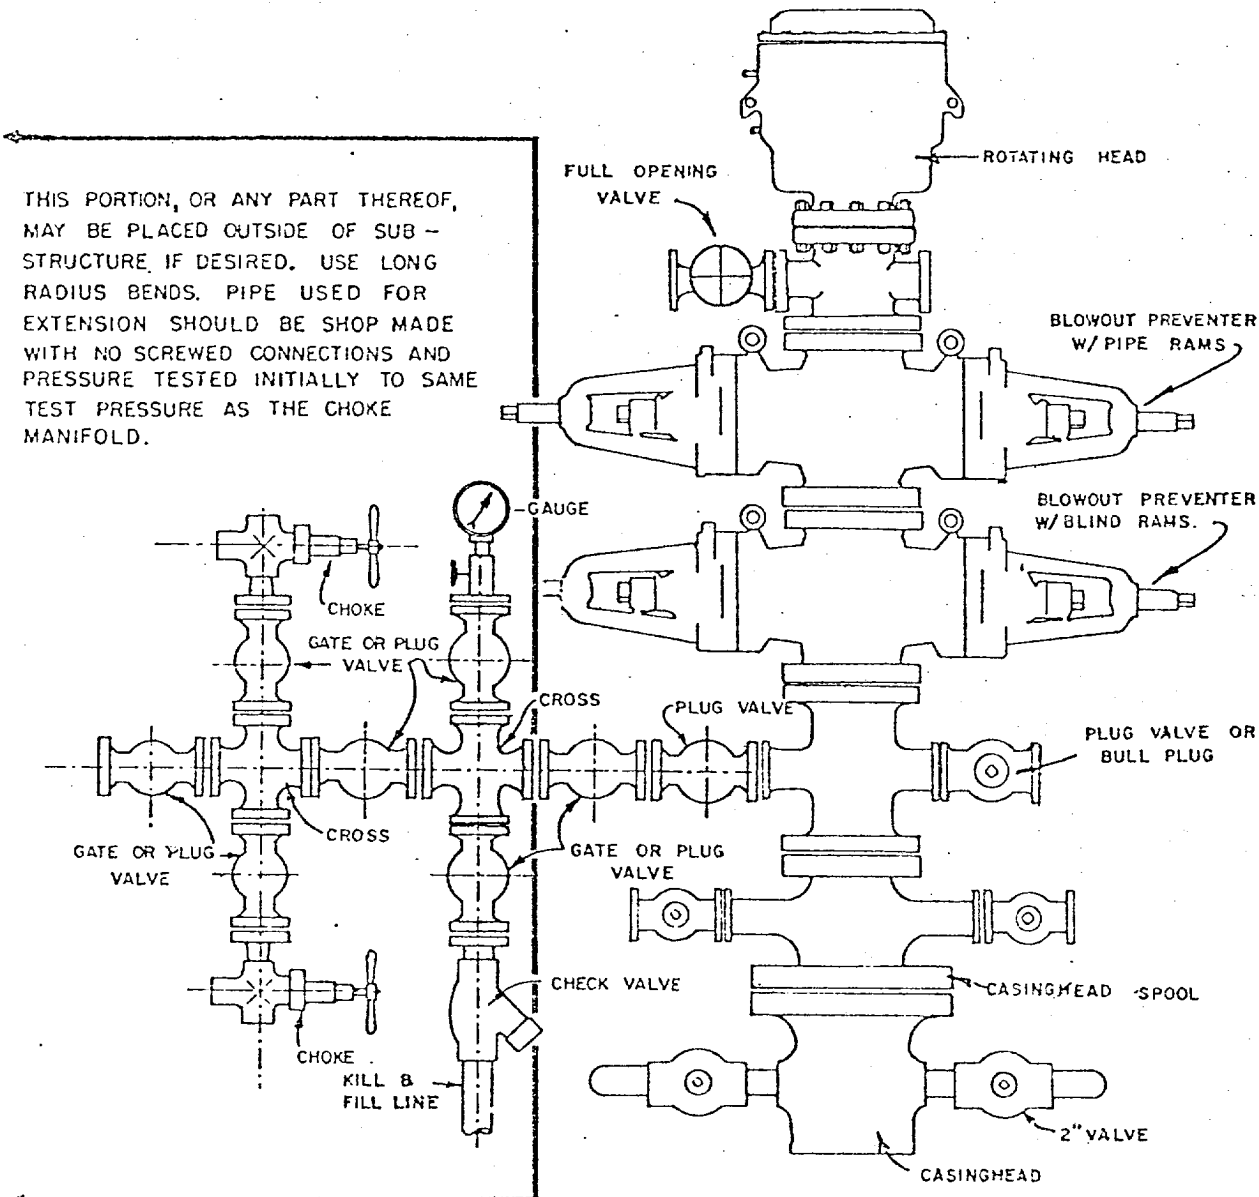 ROTATING HEAD
FULL OPENING
VALVE
THIS PORTION, OR ANY PART THEREOF,
MAY BE PLACED OUTSIDE OF SUB-
STRUCTURE IF DESIRED. USE LONG
RADIUS BENDS. PIPE USED FOR
EXTENSION SHOULD BE SHOP MADE
WITH NO SCREWED CONNECTIONS AND
PRESSURE TESTED INITIALLY TO SAME
TEST PRESSURE AS THE CHOKE
MANIFOLD.
BLOWOUT PREVENTER
W/PIPE RAMS
GAUGE
BLOWOUT PREVENTER
W/BLIND RAMS.
CHOKE
GATE OR PLUG
VALVE
CROSS
PLUG VALVE
PLUG VALVE OR
BULL PLUG
CROSS
GATE OR PLUG
VALVE
GATE OR PLUG
VALVE
CHECK VALVE
CASINGHEAD SPOOL
CHOKE
KILL &
FILL LINE
2" VALVE
CASINGHEAD